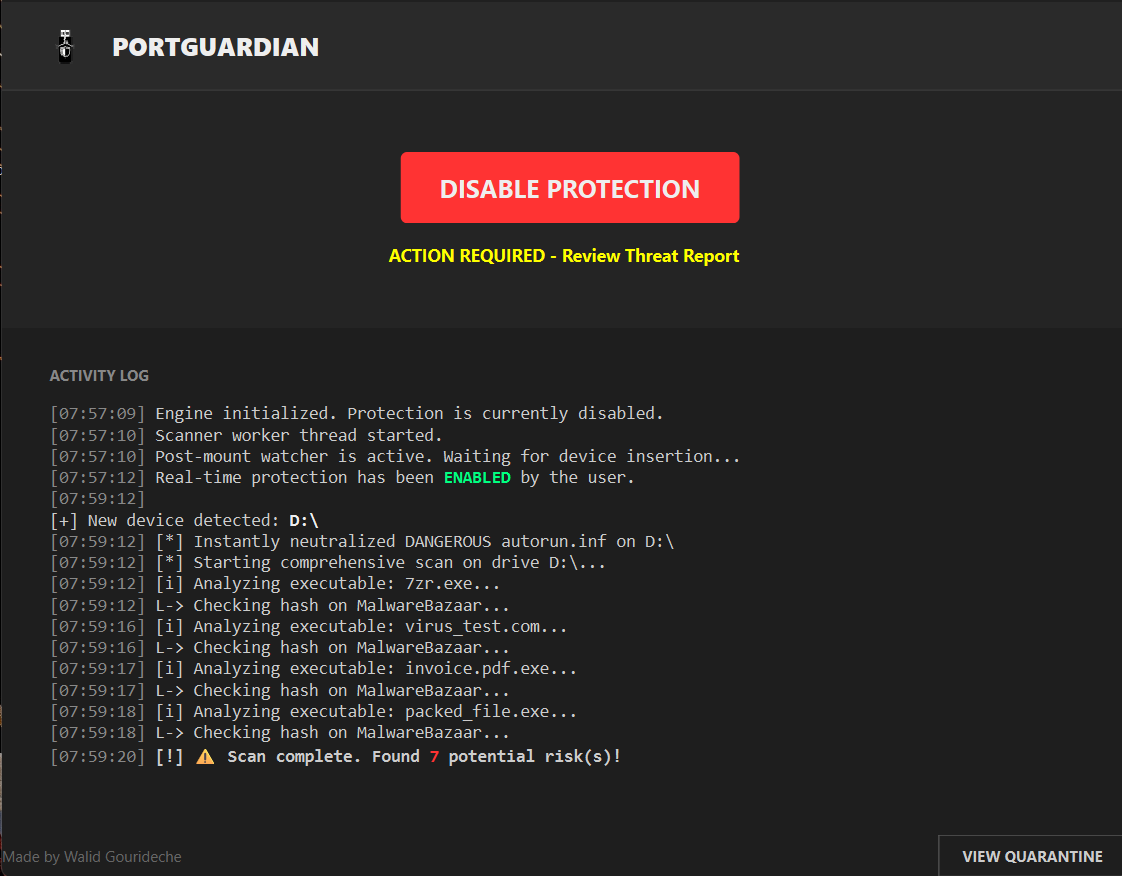 PORTGUARDIAN
DISABLE PROTECTION
ACTION REQUIRED - Review Threat Report
ACTIVITY LOG
[07:57:09] Engine initialized. Protection is currently disabled.
[07:57:10] Scanner worker thread started.
[07:57:10] Post-mount watcher is active. Waiting for device insertion...
[07:57:12] Real-time protection has been ENABLED by the user.
[07:59:12]
[+] New device detected: D:\
[07:59:12] [*] Instantly neutralized DANGEROUS autorun.inf on D:\
[07:59:12] [*] Starting comprehensive scan on drive D:\...
[07:59:12] [i] Analyzing executable: 7zr.exe...
[07:59:12] L-> Checking hash on MalwareBazaar...
[07:59:16] [i] Analyzing executable: virus_test.com...
[07:59:16] L-> Checking hash on MalwareBazaar...
[07:59:17] [i] Analyzing executable: invoice.pdf.exe...
[07:59:17] L-> Checking hash on MalwareBazaar...
[07:59:18] [i] Analyzing executable: packed_file.exe...
[07:59:18] L-> Checking hash on MalwareBazaar...
[07:59:20] [!] ⚠️ Scan complete. Found 7 potential risk(s)!
Made by Walid Gourideche
VIEW QUARANTINE